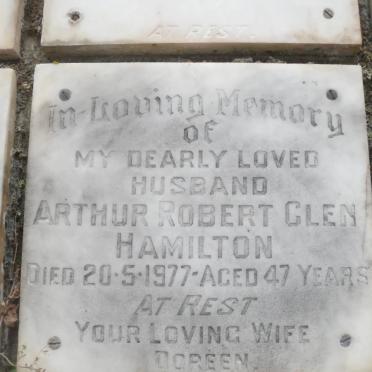 AT REST.
In Loving Memory
of
MY DEARLY LOVED
HUSBAND
ARTHUR ROBERT GLEN
HAMILTON
DIED 20-5-1977-AGED 47 YEARS
AT REST
YOUR LOVING WIFE
DOREEN.